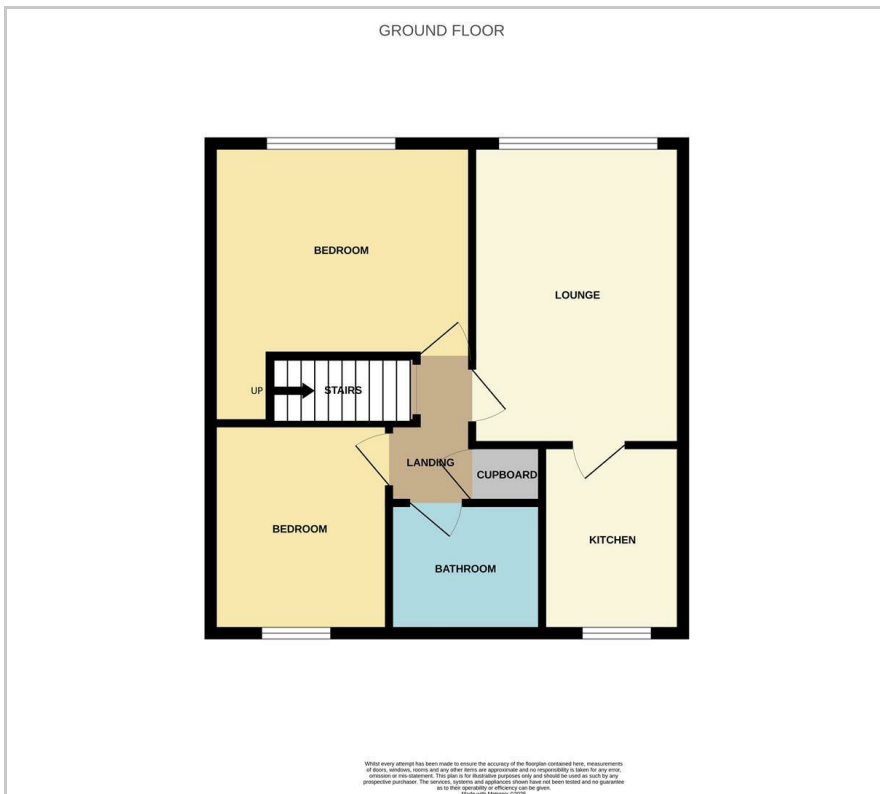 GROUND FLOOR
BEDROOM
LOUNGE
UP
STAIRS
LANDING
CUPBOARD
BEDROOM
KITCHEN
BATHROOM
Whilst every attempt has been made to ensure the accuracy of the floorplan contained here, measurements
of doors, windows, rooms and any other items are approximate and no responsibility is taken for any error,
omission or mis-statement. This plan is for illustrative purposes only and should be used as such by any
prospective purchaser. The services, systems and appliances shown have not been tested and no guarantee
as to their operability or efficiency can be given.
Made with Metropix ©2025